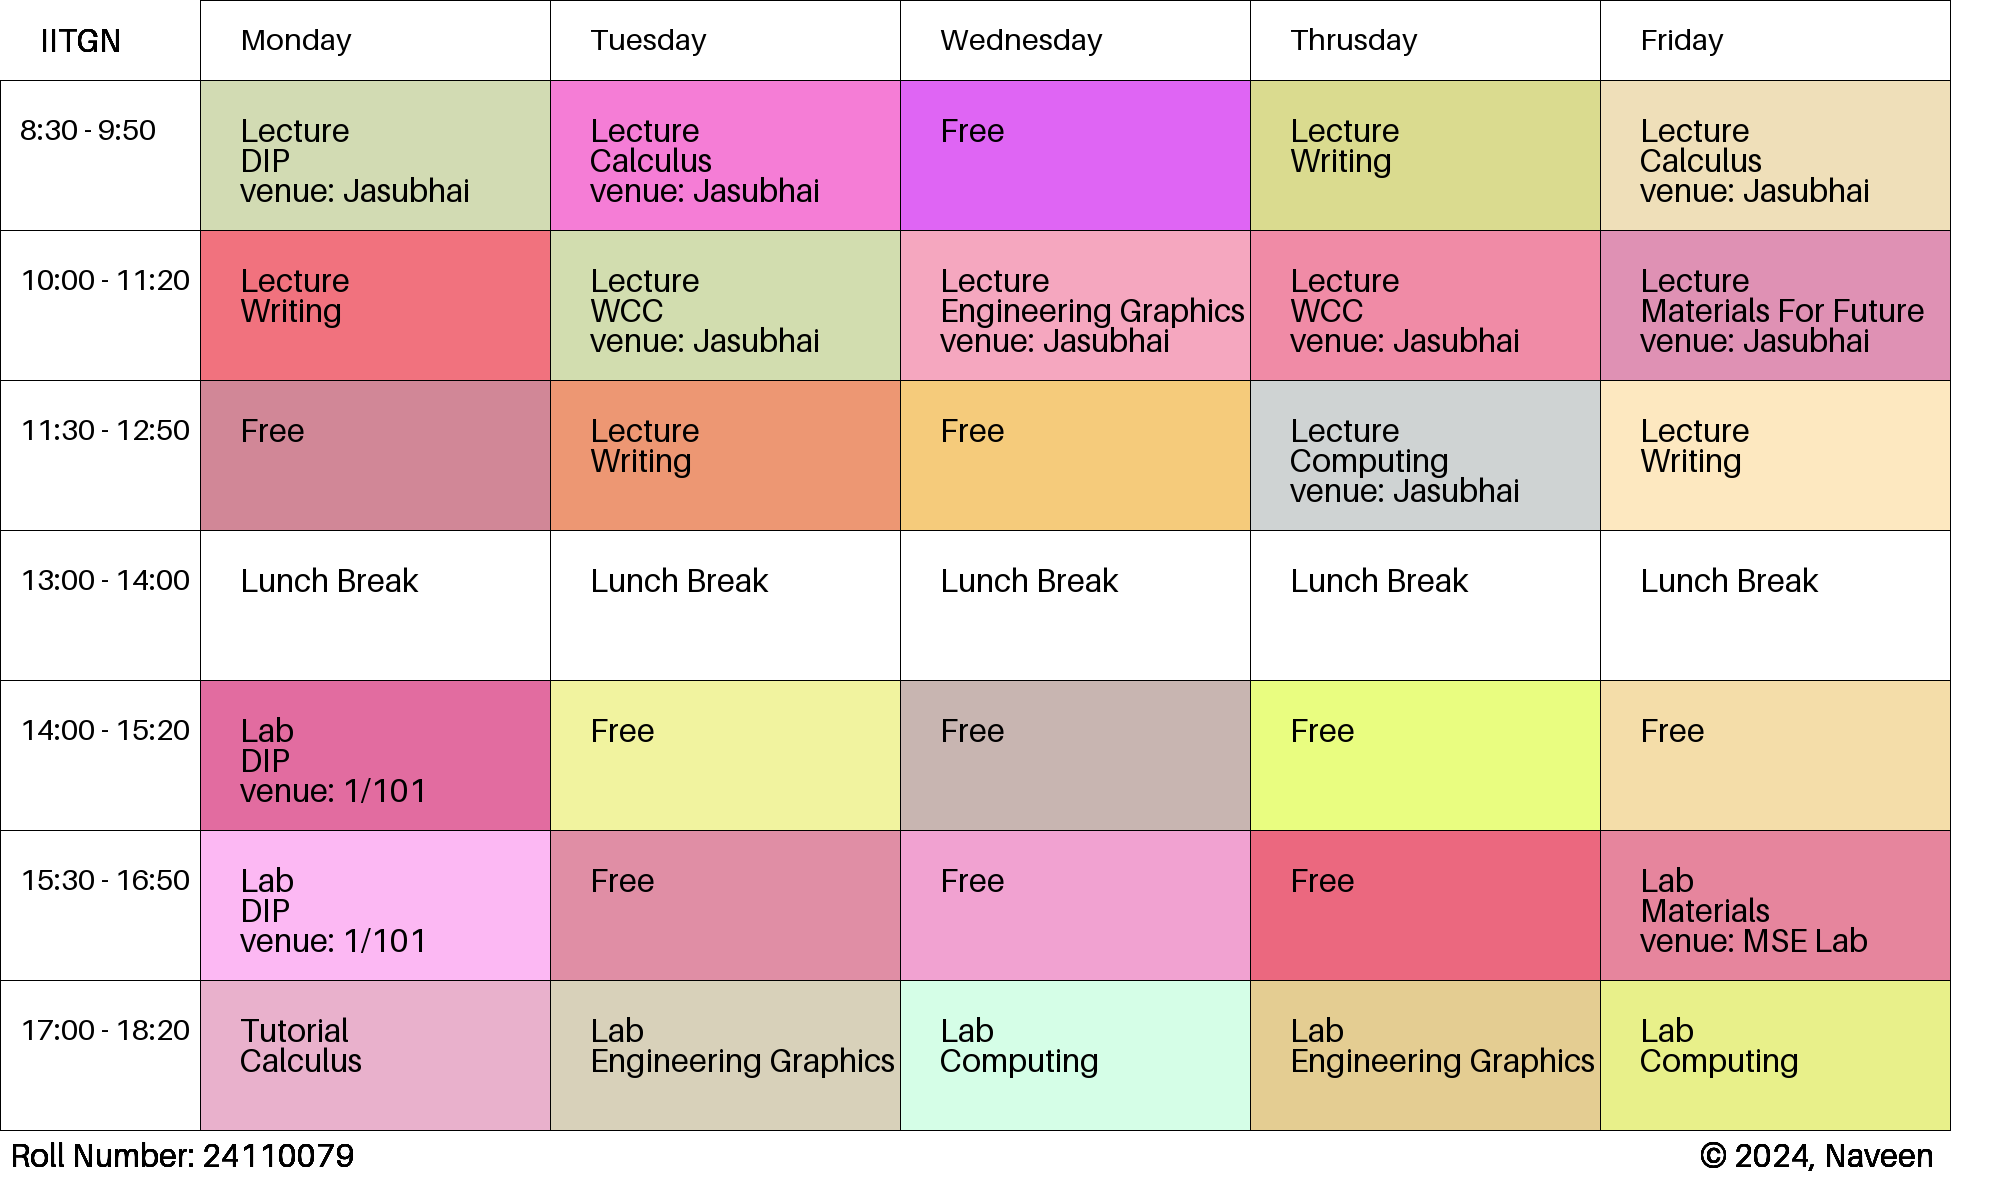 IITGN
Monday
Tuesday
Wednesday
Thrusday
Friday
8:30 - 9:50
Lecture
DIP
venue: Jasubhai
Lecture
Calculus
venue: Jasubhai
Free
Lecture
Writing
Lecture
Calculus
venue: Jasubhai
10:00 - 11:20
Lecture
Writing
Lecture
WCC
venue: Jasubhai
Lecture
Engineering Graphics
venue: Jasubhai
Lecture
WCC
venue: Jasubhai
Lecture
Materials For Future
venue: Jasubhai
11:30 - 12:50
Free
Lecture
Writing
Free
Lecture
Computing
venue: Jasubhai
Lecture
Writing
13:00 - 14:00
Lunch Break
Lunch Break
Lunch Break
Lunch Break
Lunch Break
14:00 - 15:20
Lab
DIP
venue: 1/101
Free
Free
Free
Free
15:30 - 16:50
Lab
DIP
venue: 1/101
Free
Free
Free
Lab
Materials
venue: MSE Lab
17:00 - 18:20
Tutorial
Calculus
Lab
Engineering Graphics
Lab
Computing
Lab
Engineering Graphics
Lab
Computing
Roll Number: 24110079
© 2024, Naveen